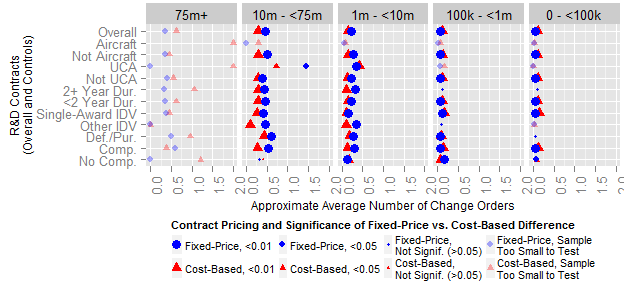 75m+
10m - <75m
1m - <10m
100k - <1m
0 - <100k
R&D Contracts
(Overall and Controls)
Overall
Aircraft
Not Aircraft
UCA
Not UCA
2+ Year Dur.
<2 Year Dur.
Single-Award IDV
Other IDV
Def./Pur.
Comp.
No Comp.
0.0 0.5 1.0 1.5 2.0
0.0 0.5 1.0 1.5 2.0
0.0 0.5 1.0 1.5 2.0
0.0 0.5 1.0 1.5 2.0
0.0 0.5 1.0 1.5 2.0
Approximate Average Number of Change Orders
Contract Pricing and Significance of Fixed-Price vs. Cost-Based Difference
Fixed-Price, <0.01
Fixed-Price, <0.05
Fixed-Price,
Not Signif. (>0.05)
Fixed-Price, Sample
Too Small to Test
Cost-Based, <0.01
Cost-Based, <0.05
Cost-Based,
Not Signif. (>0.05)
Cost-Based, Sample
Too Small to Test